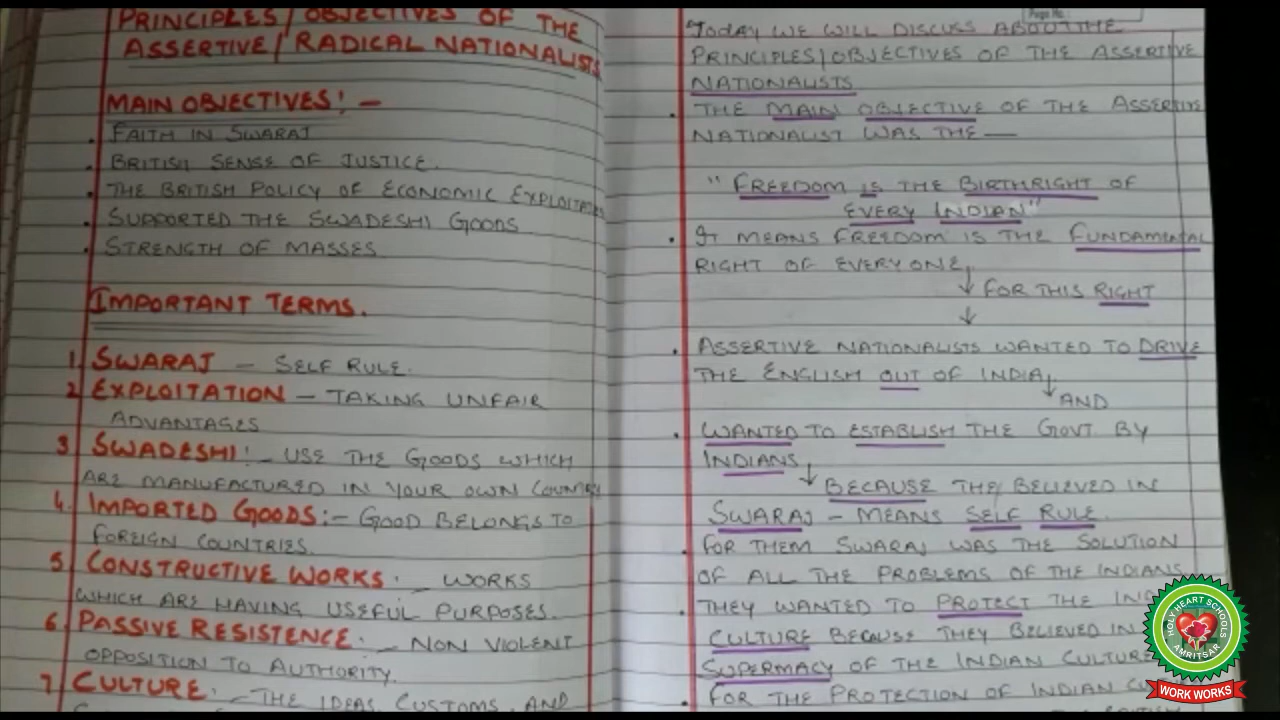 PRINCIPLES/OBJECTIVES OF THE
ASSERTIVE/RADICAL NATIONALISTS
MAIN OBJECTIVES! -
. FAITH IN SWARAJ
. BRITISH SENSE OF JUSTICE.
. THE BRITISH POLICY OF ECONOMIC
. SUPPORTED THE SWADESHI GOODS
. STRENGTH OF MASSES
IMPORTANT TERMS.
1 SWARAJ - SELF RULE.
2 EXPLOITATION - TAKING UNFAIR
ADVANTAGES
3 SWADESHI! - USE THE GOODS WHICH
ARE MANUFACTURED IN YOUR OWN COUNTRY
4. IMPORTED GOODS:- GOOD BELONGS TO
FOREIGN COUNTRIES.
5 CONSTRUCTIVE WORKS: - WORKS
WHICH ARE HAVING USEFUL PURPOSES.
6. PASSIVE RESISTENCE: - NON VIOLENT
OPPOSITION TO AUTHORITY.
7 CULTURE: - THE IDEAS CUSTOMS AND
Page No.:
TODAY WE WILL DISCUSS ABOUT THE
PRINCIPLES/OBJECTIVES OF THE ASSERTIVE
NATIONALISTS
. THE MAIN OBJECTIVE OF THE ASSERTIVE
NATIONALIST WAS THE —
"FREEDOM IS THE BIRTHRIGHT OF
EVERY INDIAN"
. It MEANS FREEDOM IS THE FUNDAMENTAL
RIGHT OF EVERYONE,
↓ FOR THIS RIGHT
↓
. ASSERTIVE NATIONALISTS WANTED TO DRIVE
THE ENGLISH OUT OF INDIA
↓ AND
. WANTED TO ESTABLISH THE GOVT BY
INDIANS
↓ BECAUSE THEY BELIEVED IN
SWARAJ - MEANS SELF RULE.
. FOR THEM SWARAJ WAS THE SOLUTION
OF ALL THE PROBLEMS OF THE INDIANS
. THEY WANTED TO PROTECT THE
CULTURE BECAUSE THEY BELIEVED IN
SUPERMACY OF THE INDIAN CULTURE
. FOR THE PROTECTION OF INDIAN
HOLY HEART SCHOOLS
AMRITSAR
WORK WORKS